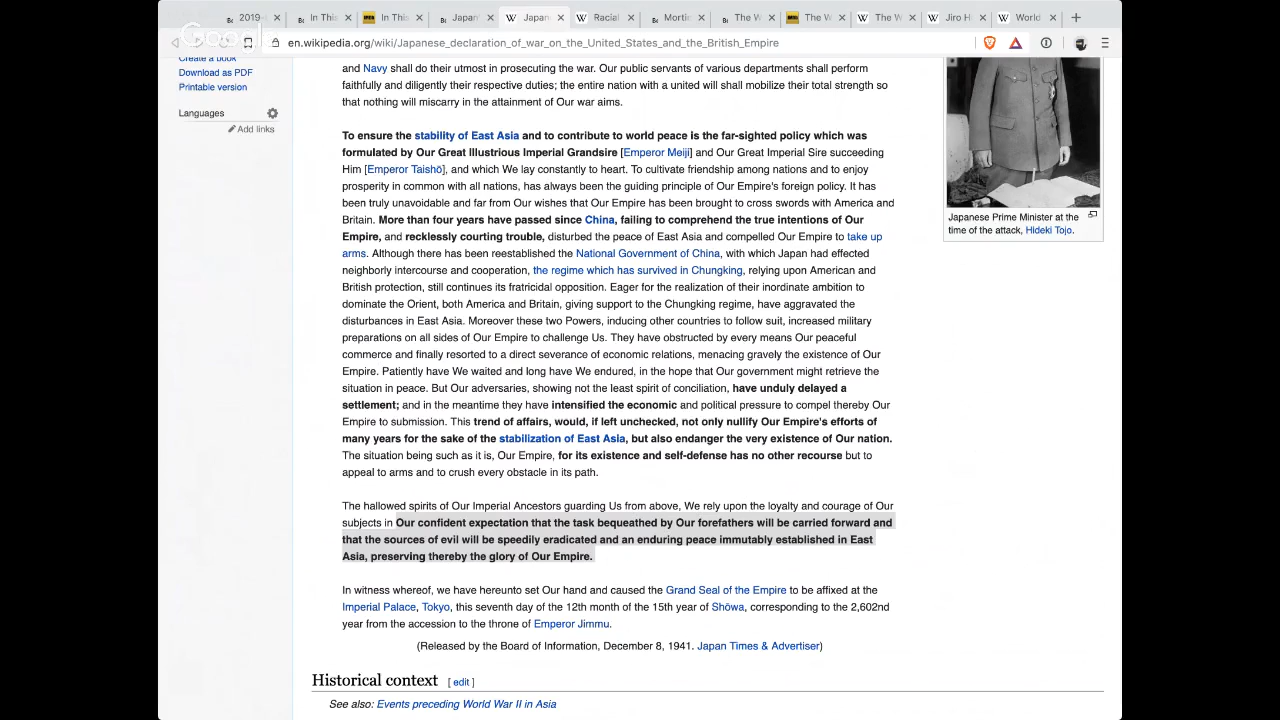 2019-
In This
In This
Japan'
Japan
Racial
Mortic
The W
The W
The W
Jiro H
World
en.wikipedia.org/wiki/Japanese_declaration_of_war_on_the_United_States_and_the_British_Empire
Create a book
Download as PDF
Printable version
Languages
Add links
and Navy shall do their utmost in prosecuting the war. Our public servants of various departments shall perform
faithfully and diligently their respective duties; the entire nation with a united will shall mobilize their total strength so
that nothing will miscarry in the attainment of Our war aims.
To ensure the stability of East Asia and to contribute to world peace is the far-sighted policy which was
formulated by Our Great Illustrious Imperial Grandsire [Emperor Meiji] and Our Great Imperial Sire succeeding
Him [Emperor Taishō], and which We lay constantly to heart. To cultivate friendship among nations and to enjoy
prosperity in common with all nations, has always been the guiding principle of Our Empire's foreign policy. It has
been truly unavoidable and far from Our wishes that Our Empire has been brought to cross swords with America and
Britain. More than four years have passed since China, failing to comprehend the true intentions of Our
Empire, and recklessly courting trouble, disturbed the peace of East Asia and compelled Our Empire to take up
arms. Although there has been reestablished the National Government of China, with which Japan had effected
neighborly intercourse and cooperation, the regime which has survived in Chungking, relying upon American and
British protection, still continues its fratricidal opposition. Eager for the realization of their inordinate ambition to
dominate the Orient, both America and Britain, giving support to the Chungking regime, have aggravated the
disturbances in East Asia. Moreover these two Powers, inducing other countries to follow suit, increased military
preparations on all sides of Our Empire to challenge Us. They have obstructed by every means Our peaceful
commerce and finally resorted to a direct severance of economic relations, menacing gravely the existence of Our
Empire. Patiently have We waited and long have We endured, in the hope that Our government might retrieve the
situation in peace. But Our adversaries, showing not the least spirit of conciliation, have unduly delayed a
settlement; and in the meantime they have intensified the economic and political pressure to compel thereby Our
Empire to submission. This trend of affairs, would, if left unchecked, not only nullify Our Empire's efforts of
many years for the sake of the stabilization of East Asia, but also endanger the very existence of Our nation.
The situation being such as it is, Our Empire, for its existence and self-defense has no other recourse but to
appeal to arms and to crush every obstacle in its path.
The hallowed spirits of Our Imperial Ancestors guarding Us from above, We rely upon the loyalty and courage of Our
subjects in Our confident expectation that the task bequeathed by Our forefathers will be carried forward and
that the sources of evil will be speedily eradicated and an enduring peace immutably established in East
Asia, preserving thereby the glory of Our Empire.
In witness whereof, we have hereunto set Our hand and caused the Grand Seal of the Empire to be affixed at the
Imperial Palace, Tokyo, this seventh day of the 12th month of the 15th year of Shōwa, corresponding to the 2,602nd
year from the accession to the throne of Emperor Jimmu.
(Released by the Board of Information, December 8, 1941. Japan Times & Advertiser)
Japanese Prime Minister at the
time of the attack, Hideki Tojo.
Historical context [ edit ]
See also: Events preceding World War II in Asia